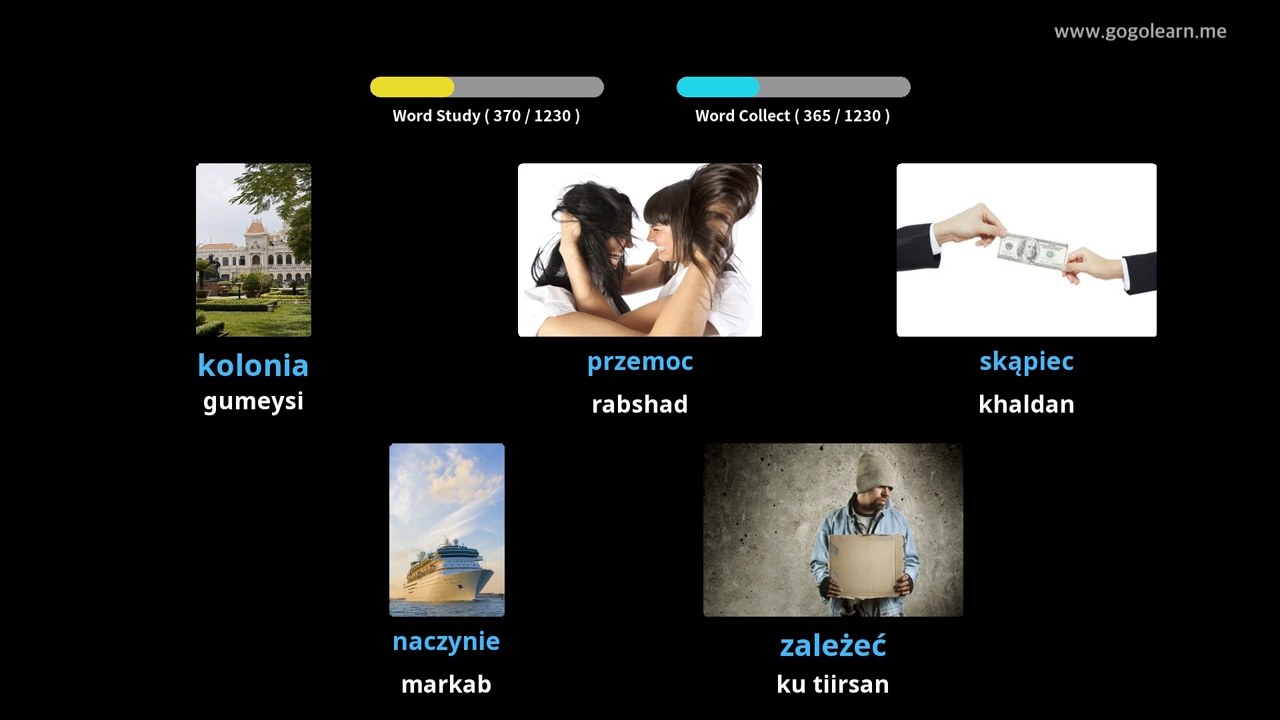 www.gogolearn.me
Word Study ( 370 / 1230 )
Word Collect ( 365 / 1230 )
kolonia
gumeysi
przemoc
rabshad
skąpiec
khaldan
naczynie
markab
zależeć
ku tiirsan